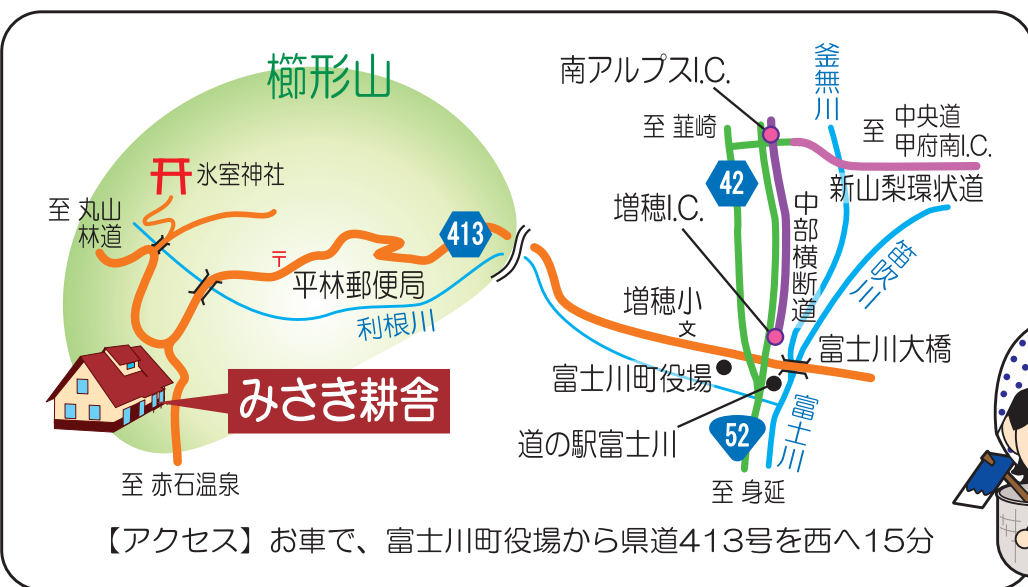 櫛形山
氷室神社
至 丸山
林道
413
〒
平林郵便局
利根川
みさき耕舎
至 赤石温泉
南アルプスI.C.
釜無川
至 韮崎
至 中央道
甲府南I.C.
42
新山梨環状道
増穂I.C.
中部横断道
笛吹川
増穂小
文
富士川大橋
富士川町役場
道の駅富士川
52
富士川
至 身延
【アクセス】お車で、富士川町役場から県道413号を西へ15分